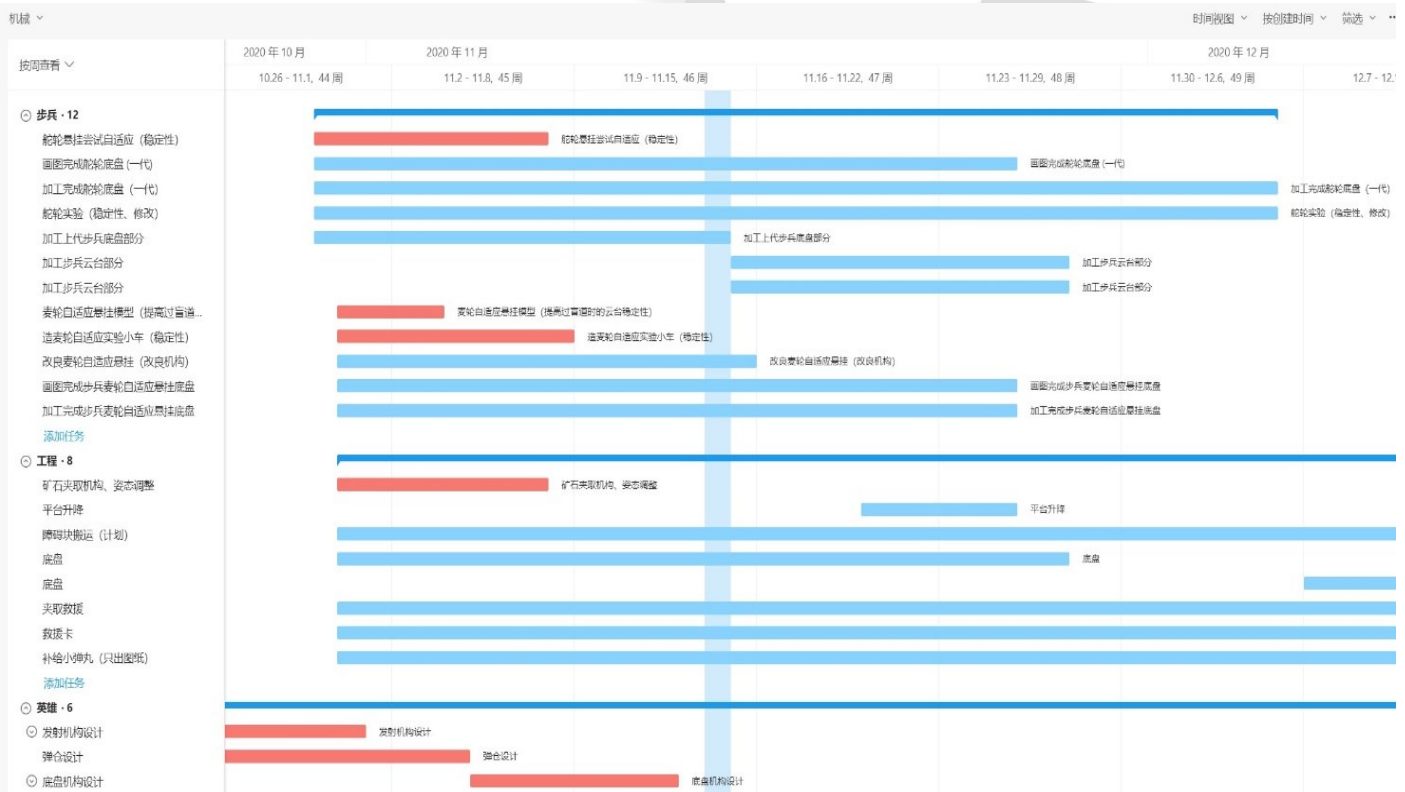 机械
时间视图 按创建时间 筛选
按周查看
2020 年 10 月 2020 年 11 月 2020 年 12 月
10.26 - 11.1, 44 周 11.2 - 11.8, 45 周 11.9 - 11.15, 46 周 11.16 - 11.22, 47 周 11.23 - 11.29, 48 周 11.30 - 12.6, 49 周 12.7 - 12.
步兵 · 12
舵轮悬挂尝试自适应（稳定性） 舵轮悬挂尝试自适应（稳定性）
画图完成舵轮底盘 (一代) 画图完成舵轮底盘 (一代)
加工完成舵轮底盘（一代） 加工完成舵轮底盘（一代）
舵轮实验（稳定性、修改） 舵轮实验（稳定性、修改）
加工上代步兵底盘部分 加工上代步兵底盘部分
加工步兵云台部分 加工步兵云台部分
加工步兵云台部分 加工步兵云台部分
麦轮自适应悬挂模型（提高过盲道... 麦轮自适应悬挂模型（提高过盲道时的云台稳定性）
造麦轮自适应实验小车（稳定性） 造麦轮自适应实验小车（稳定性）
改良麦轮自适应悬挂（改良机构） 改良麦轮自适应悬挂（改良机构）
画图完成步兵麦轮自适应悬挂底盘 画图完成步兵麦轮自适应悬挂底盘
加工完成步兵麦轮自适应悬挂底盘 加工完成步兵麦轮自适应悬挂底盘
添加任务
工程 · 8
矿石夹取机构、姿态调整 矿石夹取机构、姿态调整
平台升降 平台升降
障碍块搬运（计划）
底盘 底盘
底盘
夹取救援
救援卡
补给小弹丸（只出图纸）
添加任务
英雄 · 6
发射机构设计 发射机构设计
弹仓设计 弹仓设计
底盘机构设计 底盘机构设计